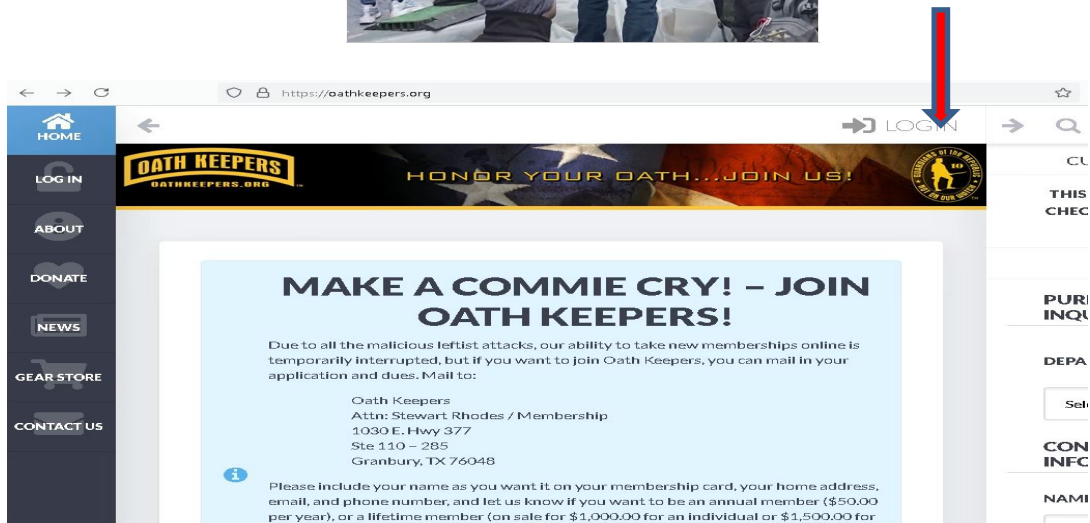 https://oathkeepers.org
HOME
LOGIN
OATH KEEPERS
OATHKEEPERS.ORG
HONOR YOUR OATH...JOIN US!
LOG IN
ABOUT
DONATE
NEWS
GEAR STORE
CONTACT US
MAKE A COMMIE CRY! – JOIN
OATH KEEPERS!
Due to all the malicious leftist attacks, our ability to take new memberships online is
temporarily interrupted, but if you want to join Oath Keepers, you can mail in your
application and dues. Mail to:
Oath Keepers
Attn: Stewart Rhodes / Membership
1030 E. Hwy 377
Ste 110 – 285
Granbury, TX 76048
Please include your name as you want it on your membership card, your home address,
email, and phone number, and let us know if you want to be an annual member ($50.00
per year), or a lifetime member (on sale for $1,000.00 for an individual or $1,500.00 for
CU
THIS
CHEC
PUR
INQU
DEPA
Sel
CON
INFO
NAM